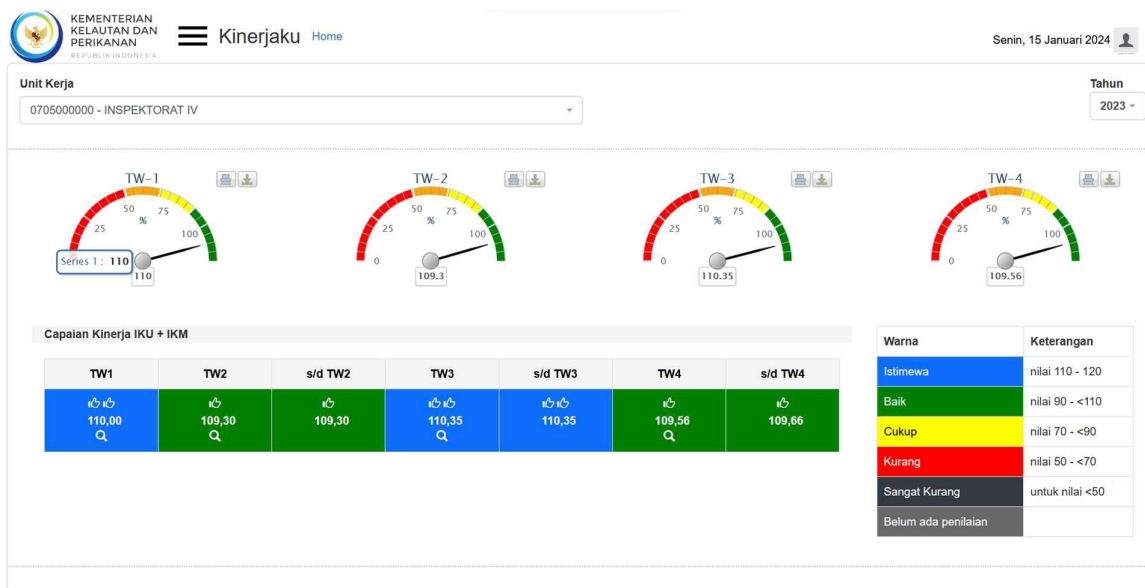 KEMENTERIAN
KELAUTAN DAN
PERIKANAN
REPUBLIK INDONESIA
Kinerjaku Home
Senin, 15 Januari 2024
Unit Kerja
Tahun
0705000000 - INSPEKTORAT IV
2023
TW-1
0
25
50
75
100
%
Series 1 : 110
110
TW-2
0
25
50
75
100
%
109.3
TW-3
0
25
50
75
100
%
110.35
TW-4
0
25
50
75
100
%
109.56
Capaian Kinerja IKU + IKM
TW1 TW2 s/d TW2 TW3 s/d TW3 TW4 s/d TW4
110,00 109,30 109,30 110,35 110,35 109,56 109,66
Warna Keterangan
Istimewa nilai 110 - 120
Baik nilai 90 - <110
Cukup nilai 70 - <90
Kurang nilai 50 - <70
Sangat Kurang untuk nilai <50
Belum ada penilaian